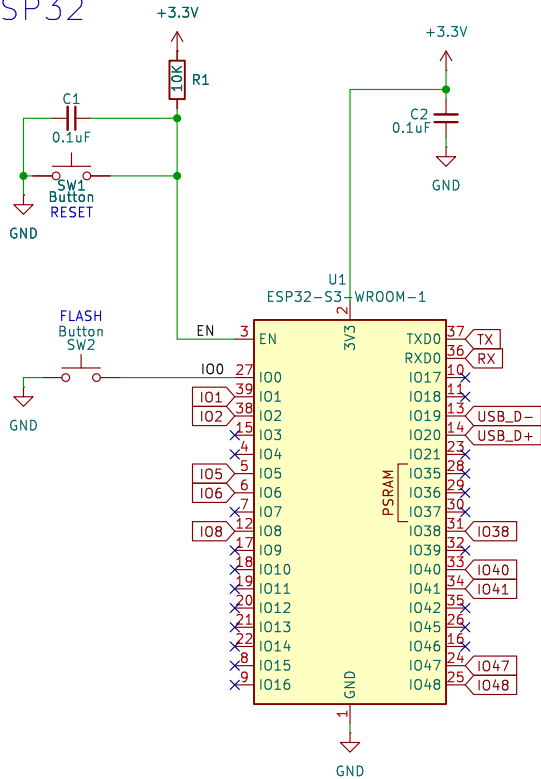 SP32
+3.3V
10K
R1
C1
0.1uF
SW1
Button
RESET
GND
+3.3V
C2
0.1uF
GND
U1
ESP32-S3-WROOM-1
FLASH
Button
SW2
GND
EN
IO0
2
3V3
3 EN
27 IO0
IO1 39 IO1
IO2 38 IO2
15 IO3
4 IO4
IO5 5 IO5
IO6 6 IO6
7 IO7
IO8 12 IO8
17 IO9
18 IO10
19 IO11
20 IO12
21 IO13
22 IO14
8 IO15
9 IO16
TXD0 37 TX
RXD0 36 RX
IO17 10
IO18 11
IO19 13 USB_D-
IO20 14 USB_D+
IO21 23
IO35 28
IO36 29
IO37 30
PSRAM
IO38 31 IO38
IO39 32
IO40 33 IO40
IO41 34 IO41
IO42 35
IO45 26
IO46 16
IO47 24 IO47
IO48 25 IO48
GND
1
GND